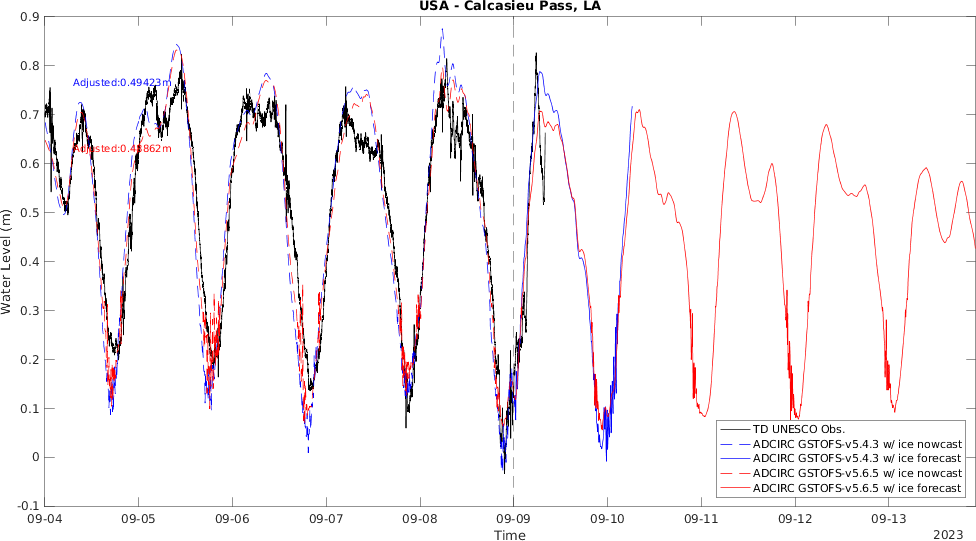 USA - Calcasieu Pass, LA
0.9
0.8
0.7
0.6
0.5
0.4
0.3
0.2
0.1
0
-0.1
Water Level (m)
Adjusted:0.49423m
Adjusted:0.48862m
TD UNESCO Obs.
ADCIRC GSTOFS-v5.4.3 w/ ice nowcast
ADCIRC GSTOFS-v5.4.3 w/ ice forecast
ADCIRC GSTOFS-v5.6.5 w/ ice nowcast
ADCIRC GSTOFS-v5.6.5 w/ ice forecast
09-04 09-05 09-06 09-07 09-08 09-09 09-10 09-11 09-12 09-13
Time
2023